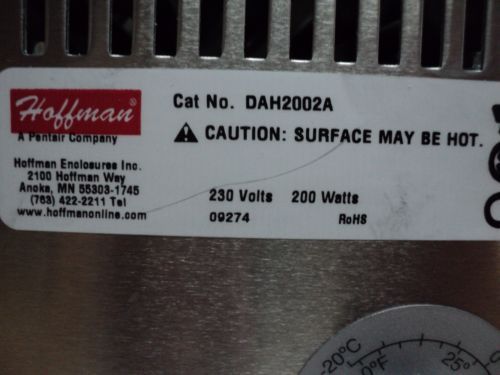 Hoffman®
A Pentair Company
Hoffman Enclosures Inc.
2100 Hoffman Way
Anoka, MN 55303-1745
(763) 422-2211 Tel
www.hoffmanonline.com
Cat No. DAH2002A
CAUTION: SURFACE MAY BE HOT.
230 Volts 200 Watts
09274 RoHS
-20°C
0°F 25°